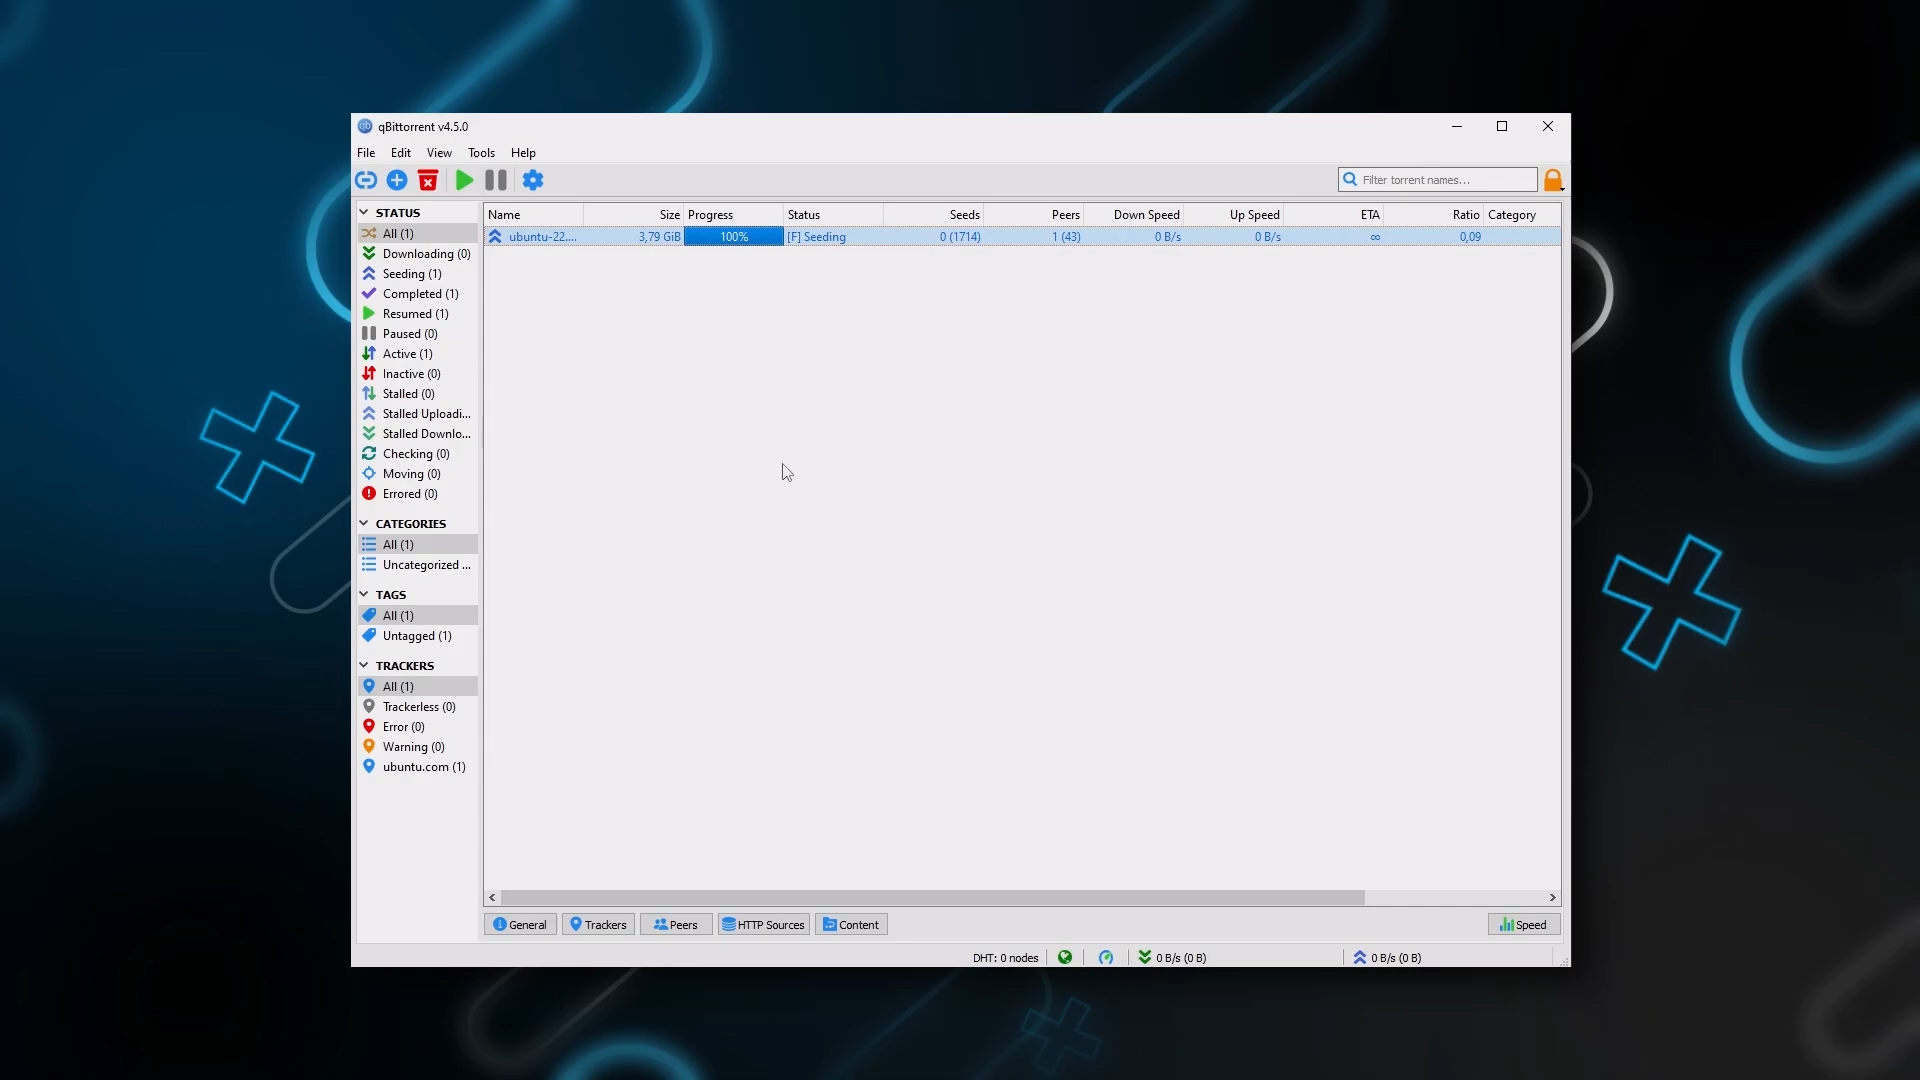 qBittorrent v4.5.0
File Edit View Tools Help
Filter torrent names...
STATUS
All (1)
Downloading (0)
Seeding (1)
Completed (1)
Resumed (1)
Paused (0)
Active (1)
Inactive (0)
Stalled (0)
Stalled Uploadi...
Stalled Downlo...
Checking (0)
Moving (0)
Errored (0)
CATEGORIES
All (1)
Uncategorized ...
TAGS
All (1)
Untagged (1)
TRACKERS
All (1)
Trackerless (0)
Error (0)
Warning (0)
ubuntu.com (1)
Name Size Progress Status Seeds Peers Down Speed Up Speed ETA Ratio Category
ubuntu-22.... 3,79 GiB 100% [F] Seeding 0 (1714) 1 (43) 0 B/s 0 B/s ∞ 0,09
General Trackers Peers HTTP Sources Content Speed
DHT: 0 nodes 0 B/s (0 B) 0 B/s (0 B)